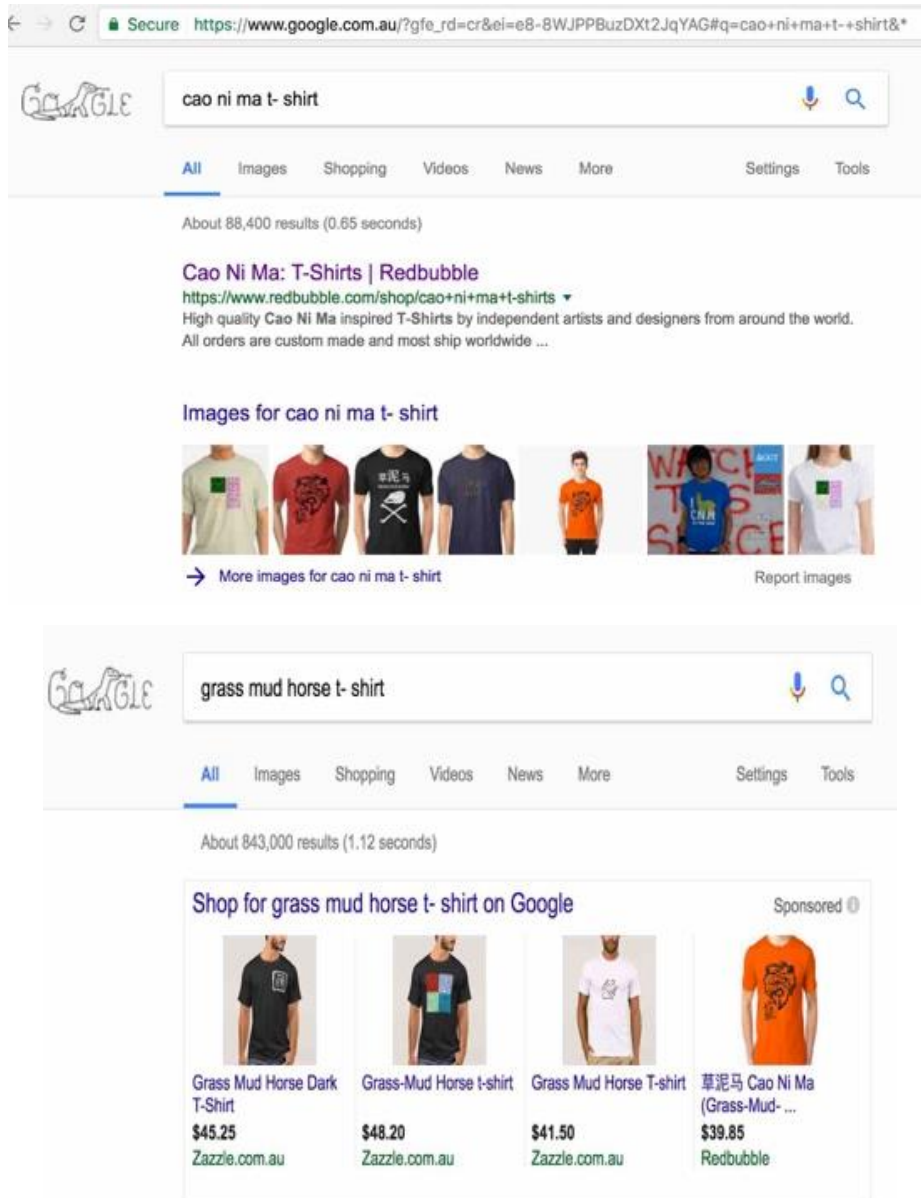 Secure https://www.google.com.au/?gfe_rd=cr&ei=e8-8WJPPBuzDXt2JqYAG#q=cao+ni+ma+t-+shirt&*
GOOGLE
cao ni ma t- shirt
All Images Shopping Videos News More Settings Tools
About 88,400 results (0.65 seconds)
Cao Ni Ma: T-Shirts | Redbubble
https://www.redbubble.com/shop/cao+ni+ma+t-shirts
High quality Cao Ni Ma inspired T-Shirts by independent artists and designers from around the world.
All orders are custom made and most ship worldwide ...
Images for cao ni ma t- shirt
草泥马
WATCH
THIS
SPACE
I
C.N.M
More images for cao ni ma t- shirt Report images
GOOGLE
grass mud horse t- shirt
All Images Shopping Videos News More Settings Tools
About 843,000 results (1.12 seconds)
Shop for grass mud horse t- shirt on Google Sponsored
Grass Mud Horse Dark Grass-Mud Horse t-shirt Grass Mud Horse T-shirt 草泥马 Cao Ni Ma
T-Shirt (Grass-Mud- ...
$45.25 $48.20 $41.50 $39.85
Zazzle.com.au Zazzle.com.au Zazzle.com.au Redbubble